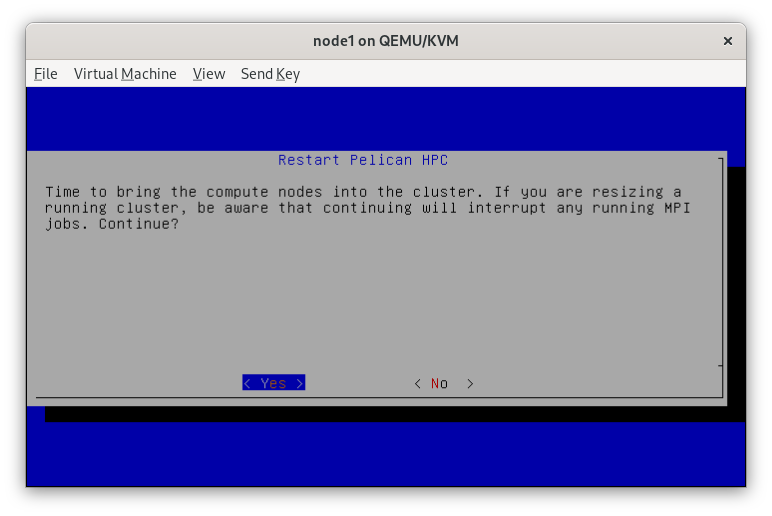 node1 on QEMU/KVM ×
File Virtual Machine View Send Key
Restart Pelican HPC
Time to bring the compute nodes into the cluster. If you are resizing a
running cluster, be aware that continuing will interrupt any running MPI
jobs. Continue?
< Yes > < No >